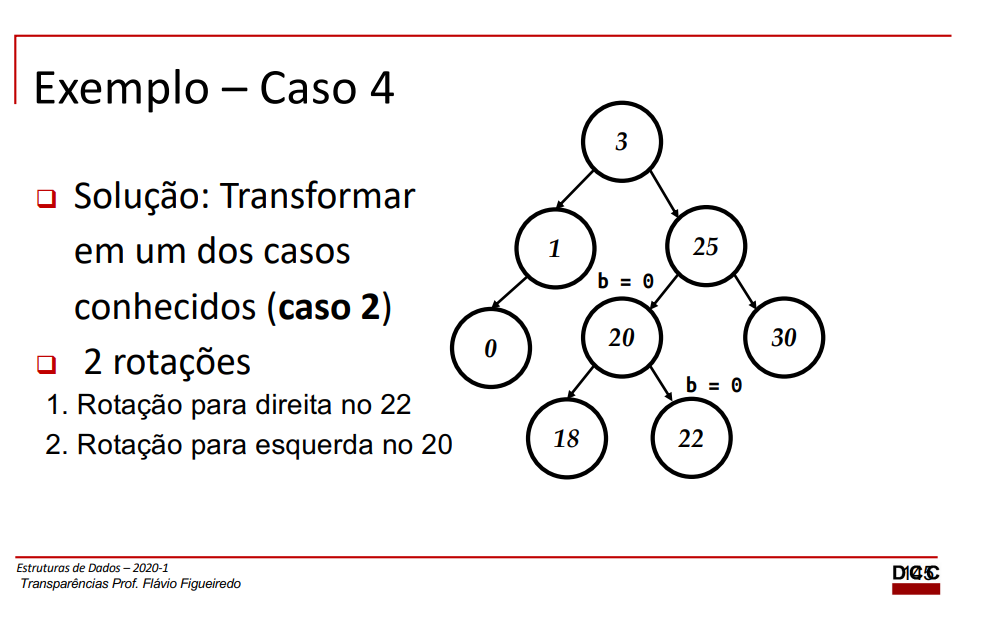 Exemplo – Caso 4
❑ Solução: Transformar
em um dos casos
conhecidos (caso 2)
❑ 2 rotações
1. Rotação para direita no 22
2. Rotação para esquerda no 20
3
1
25
b = 0
0
20
30
b = 0
18
22
Estruturas de Dados – 2020-1
Transparências Prof. Flávio Figueiredo
DCC
145